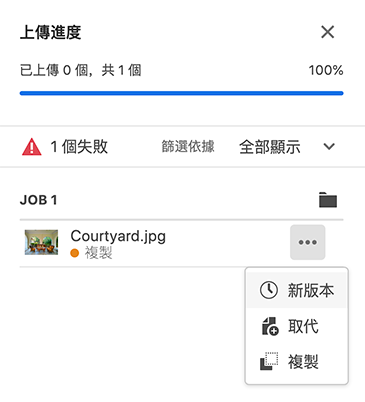 上傳進度
已上傳 0 個，共 1 個 100%
1 個失敗 篩選依據 全部顯示
JOB 1
Courtyard.jpg
複製
新版本
取代
複製